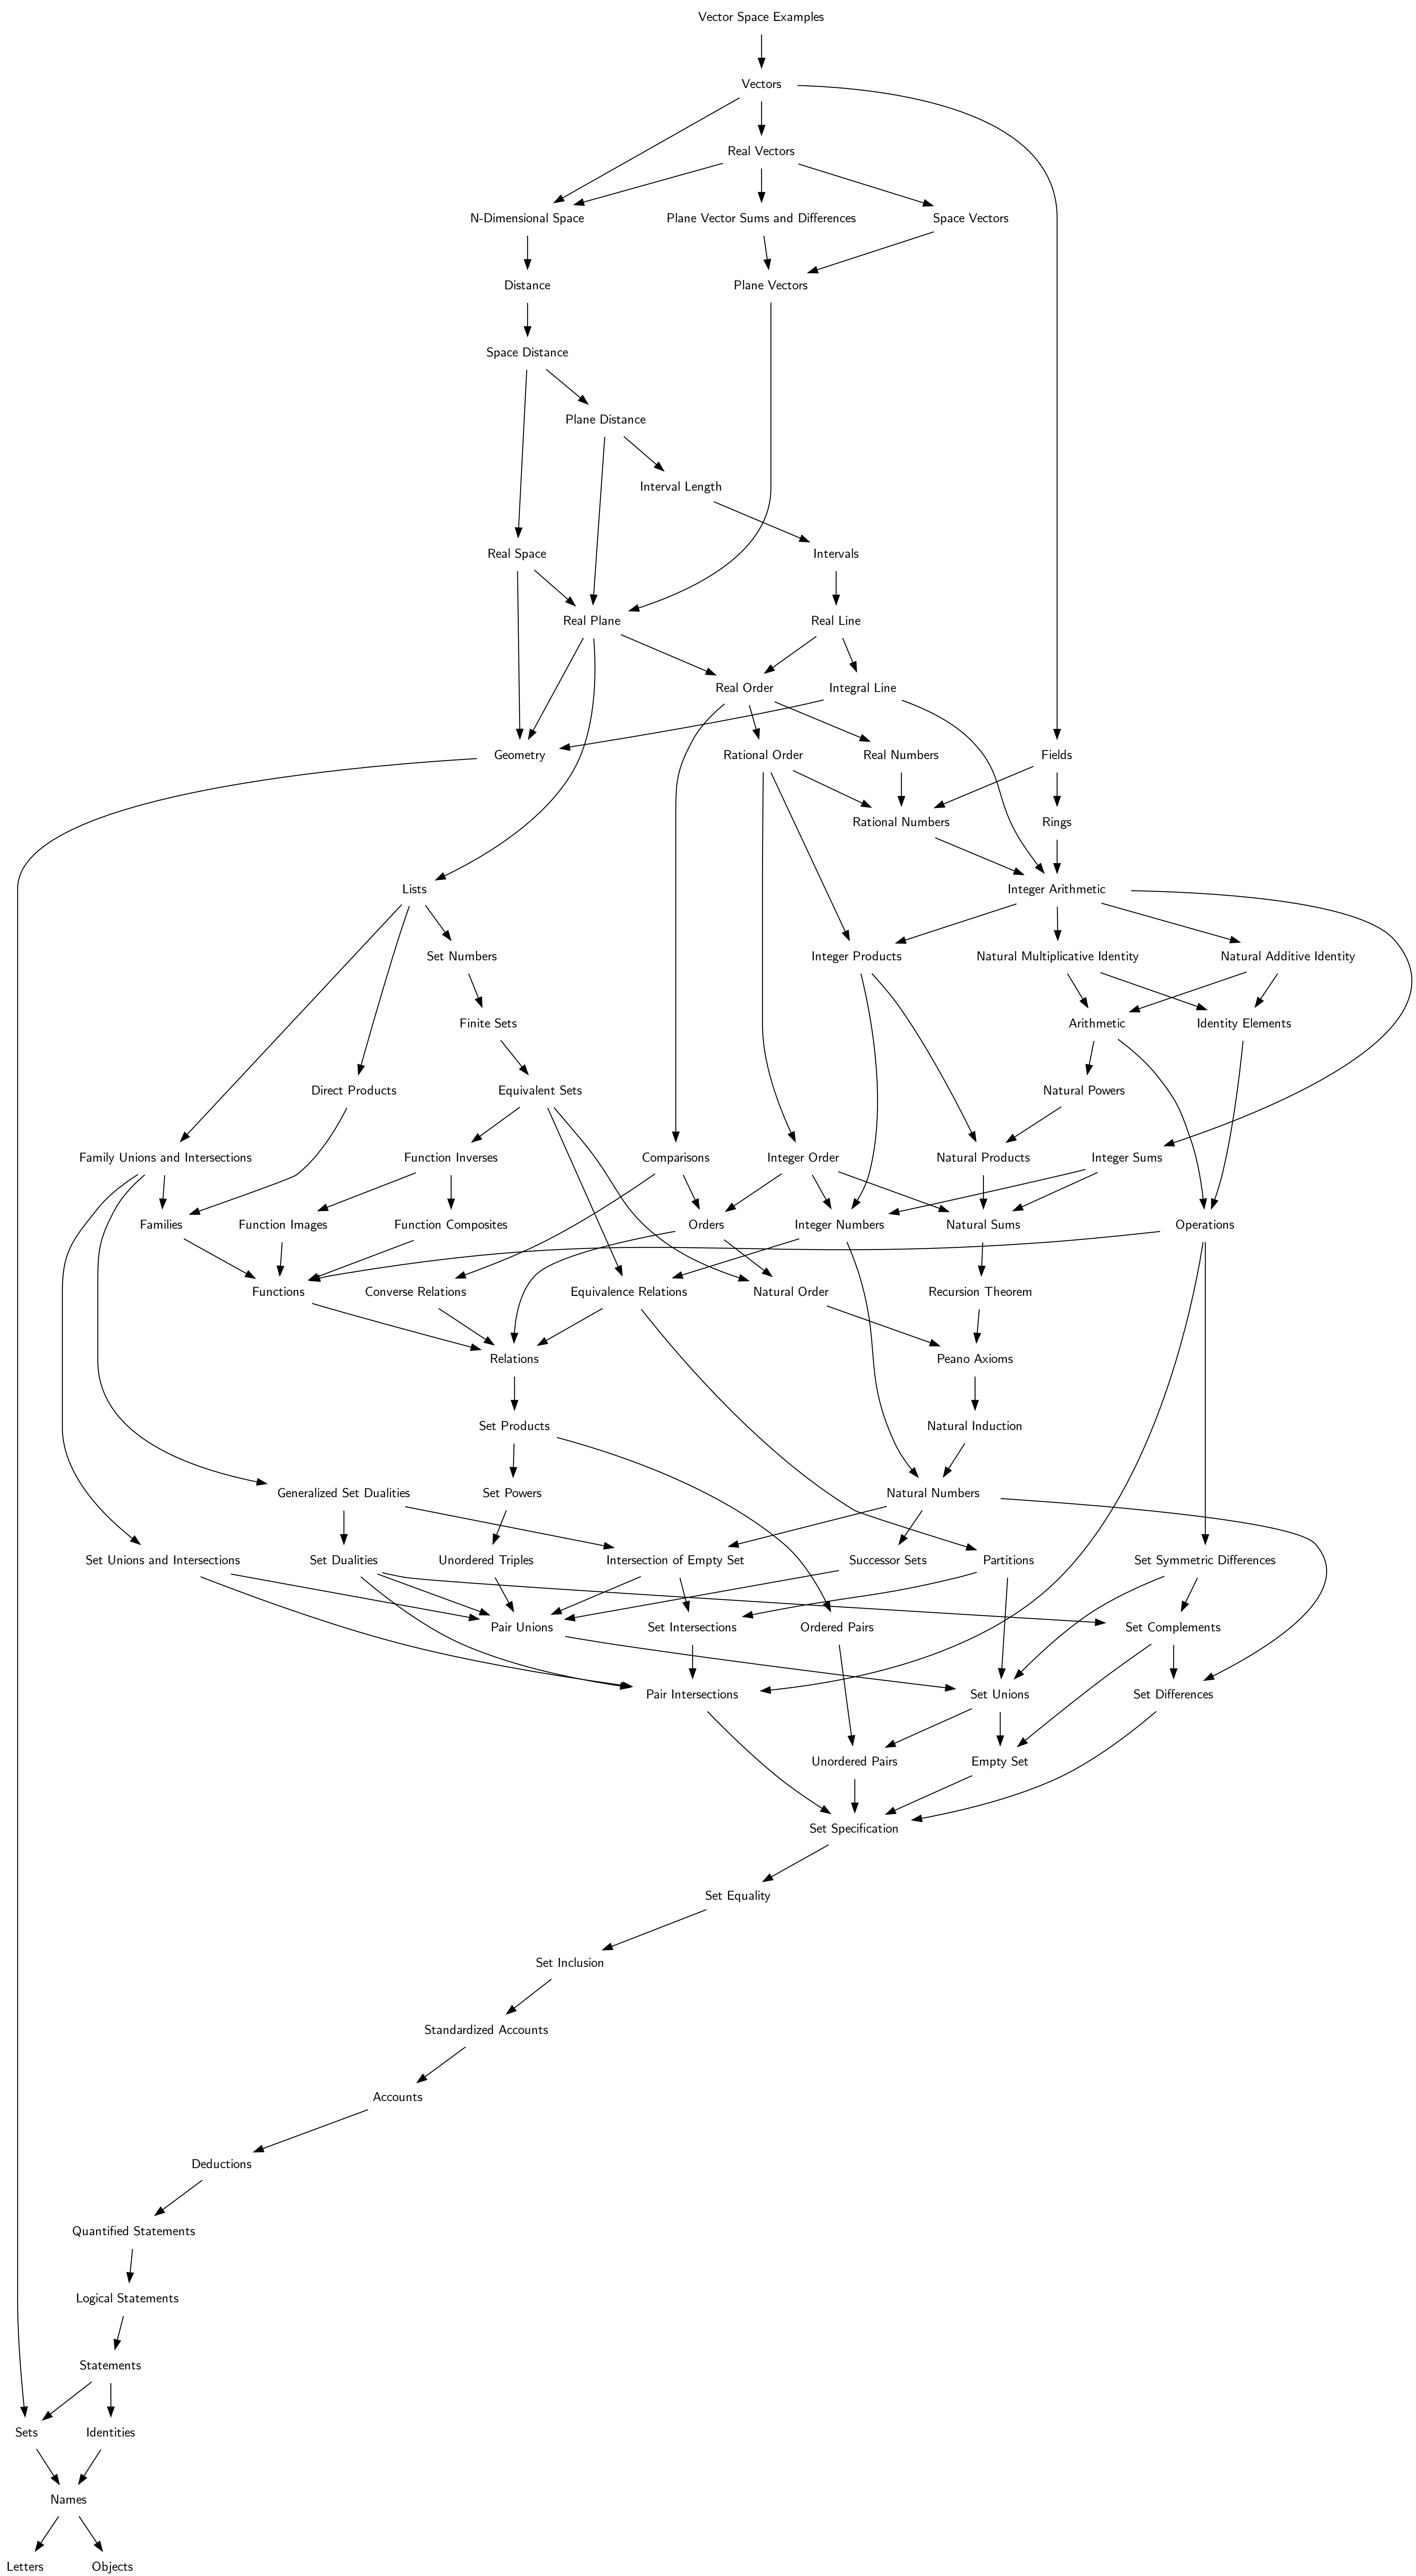 Vector Space Examples
Vectors
Real Vectors
N-Dimensional Space
Plane Vector Sums and Differences
Space Vectors
Distance
Plane Vectors
Space Distance
Plane Distance
Interval Length
Real Space
Intervals
Real Plane
Real Line
Real Order
Integral Line
Geometry
Rational Order
Real Numbers
Fields
Rational Numbers
Rings
Lists
Integer Arithmetic
Set Numbers
Integer Products
Natural Multiplicative Identity
Natural Additive Identity
Finite Sets
Arithmetic
Identity Elements
Direct Products
Equivalent Sets
Natural Powers
Family Unions and Intersections
Function Inverses
Comparisons
Integer Order
Natural Products
Integer Sums
Families
Function Images
Function Composites
Orders
Integer Numbers
Natural Sums
Operations
Functions
Converse Relations
Equivalence Relations
Natural Order
Recursion Theorem
Relations
Peano Axioms
Set Products
Natural Induction
Generalized Set Dualities
Set Powers
Natural Numbers
Set Unions and Intersections
Set Dualities
Unordered Triples
Intersection of Empty Set
Successor Sets
Partitions
Set Symmetric Differences
Pair Unions
Set Intersections
Ordered Pairs
Set Complements
Pair Intersections
Set Unions
Set Differences
Unordered Pairs
Empty Set
Set Specification
Set Equality
Set Inclusion
Standardized Accounts
Accounts
Deductions
Quantified Statements
Logical Statements
Statements
Sets
Identities
Names
Letters
Objects